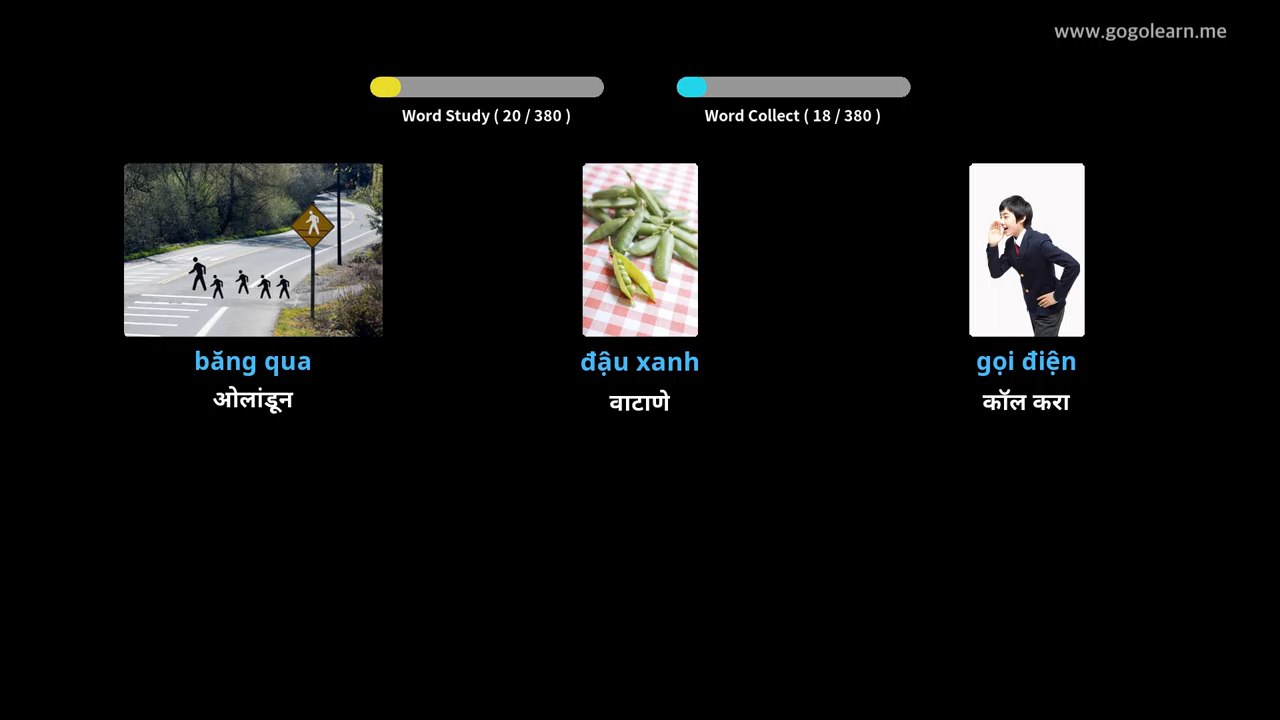 www.gogolearn.me
Word Study ( 20 / 380 )
Word Collect ( 18 / 380 )
băng qua
ओलांडून
đậu xanh
वाटाणे
gọi điện
कॉल करा